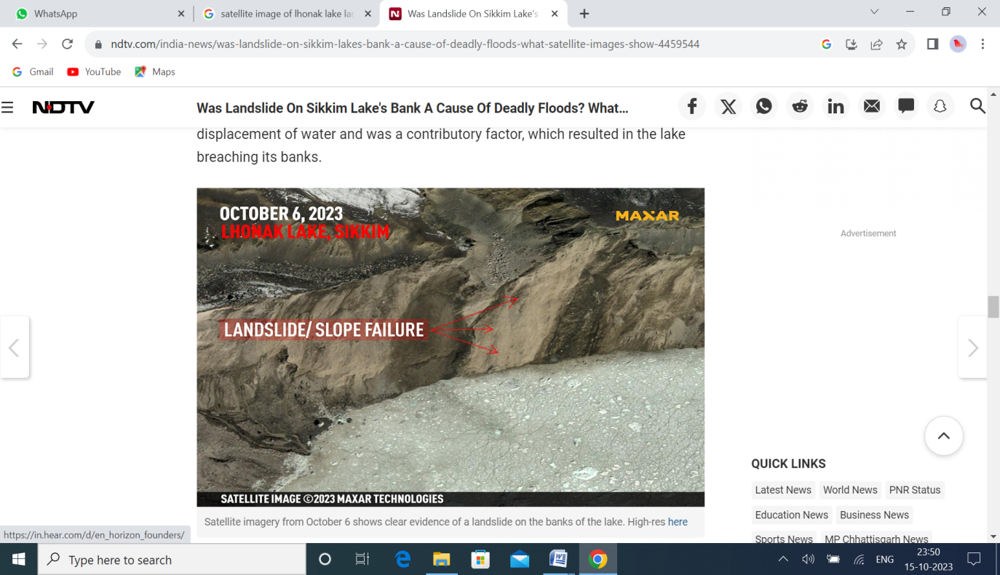 WhatsApp
satellite image of lhonak lake lar
Was Landslide On Sikkim Lake's
ndtv.com/india-news/was-landslide-on-sikkim-lakes-bank-a-cause-of-deadly-floods-what-satellite-images-show-4459544
Gmail
YouTube
Maps
NDTV
Was Landslide On Sikkim Lake's Bank A Cause Of Deadly Floods? What...
displacement of water and was a contributory factor, which resulted in the lake
breaching its banks.
OCTOBER 6, 2023
LHONAK LAKE, SIKKIM
MAXAR
LANDSLIDE/ SLOPE FAILURE
SATELLITE IMAGE ©2023 MAXAR TECHNOLOGIES
Satellite imagery from October 6 shows clear evidence of a landslide on the banks of the lake. High-res here
Advertisement
QUICK LINKS
Latest News World News PNR Status
Education News Business News
Sports News MP Chhattisgarh News
https://in.hear.com/d/en_horizon_founders/
Type here to search
ENG
23:50
15-10-2023